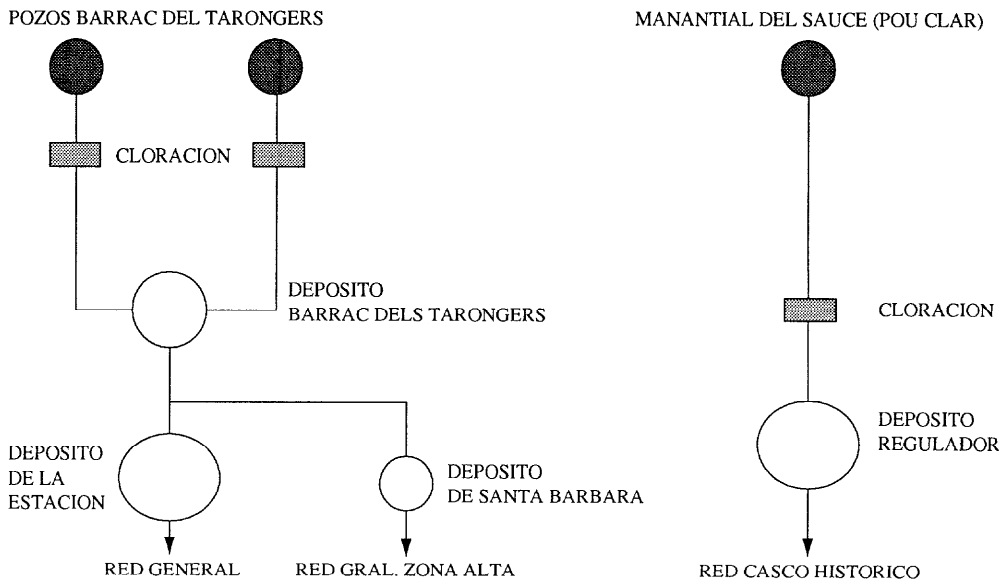 POZOS BARRAC DEL TARONGERS
MANANTIAL DEL SAUCE (POU CLAR)
CLORACION
DEPOSITO
BARRAC DELS TARONGERS
CLORACION
DEPOSITO
REGULADOR
DEPOSITO
DE LA
ESTACION
DEPOSITO
DE SANTA BARBARA
RED GENERAL
RED GRAL. ZONA ALTA
RED CASCO HISTORICO